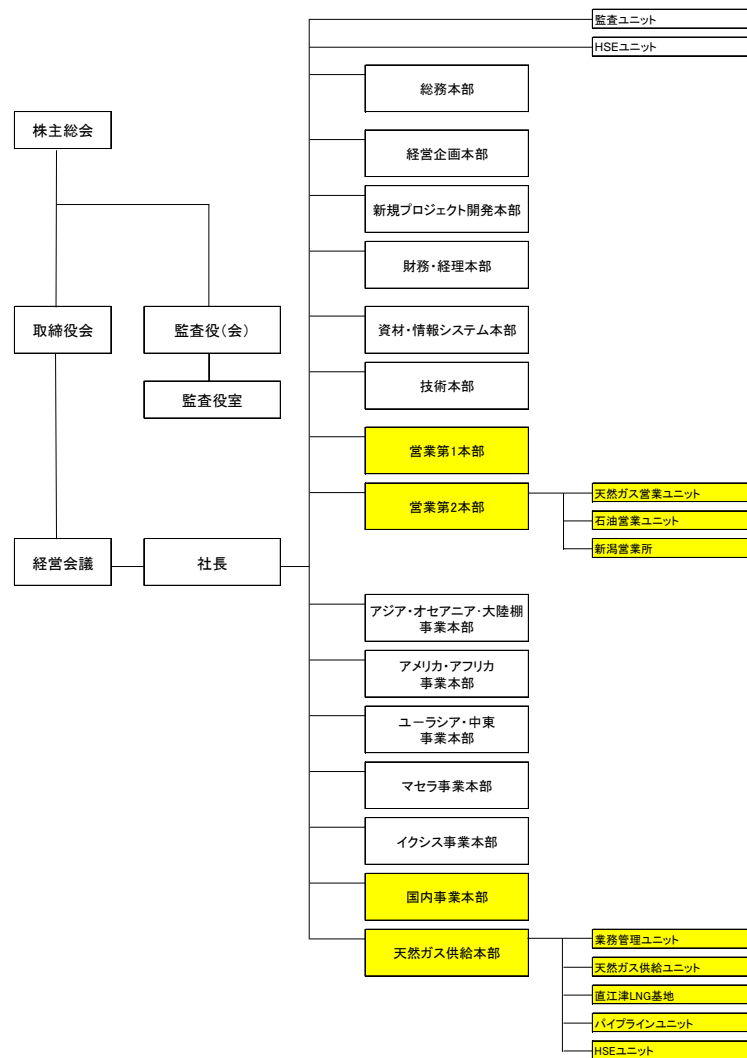 監査ユニット
HSEユニット
総務本部
株主総会
経営企画本部
新規プロジェクト開発本部
財務・経理本部
取締役会
監査役(会)
資材・情報システム本部
監査役室
技術本部
営業第1本部
営業第2本部
天然ガス営業ユニット
石油営業ユニット
新潟営業所
経営会議
社長
アジア・オセアニア・大陸棚
事業本部
アメリカ・アフリカ
事業本部
ユーラシア・中東
事業本部
マセラ事業本部
イクシス事業本部
国内事業本部
天然ガス供給本部
業務管理ユニット
天然ガス供給ユニット
直江津LNG基地
パイプラインユニット
HSEユニット